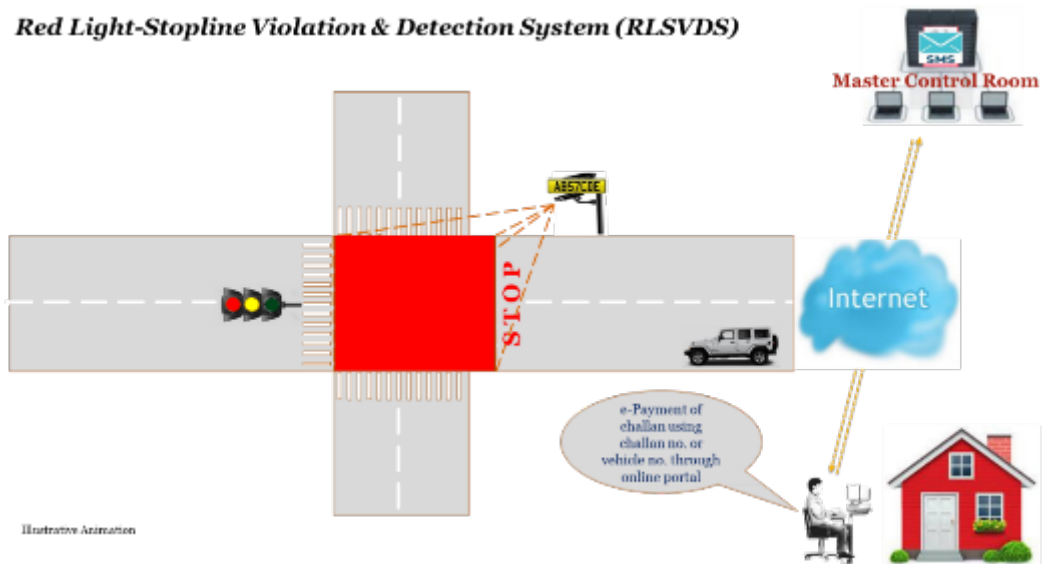 Red Light-Stopline Violation & Detection System (RLSVDS)
SMS
Master Control Room
AB57CDE
STOP
Internet
e-Payment of
challan using
challan no. or
vehicle no. through
online portal
Illustrative Animation